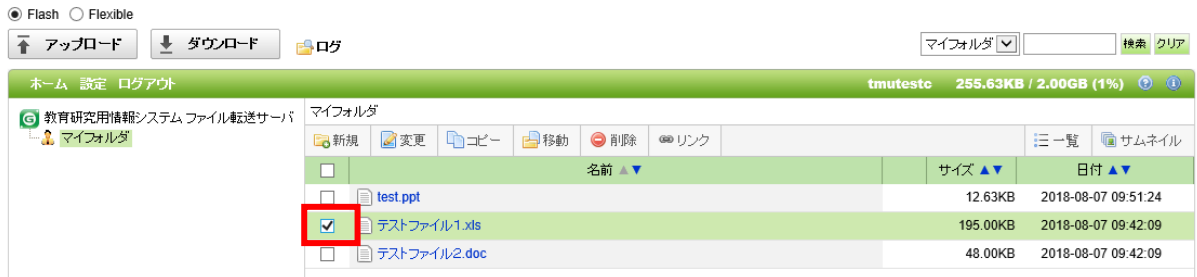 Flash Flexible
アップロード ダウンロード ログ マイフォルダ 検索 クリア
ホーム 設定 ログアウト tmutestc 255.63KB / 2.00GB (1%)
教育研究用情報システム ファイル転送サーバ マイフォルダ
マイフォルダ
新規 変更 コピー 移動 削除 リンク 一覧 サムネイル
名前 ▲▼ サイズ ▲▼ 日付 ▲▼
test.ppt 12.63KB 2018-08-07 09:51:24
テストファイル1.xls 195.00KB 2018-08-07 09:42:09
テストファイル2.doc 48.00KB 2018-08-07 09:42:09